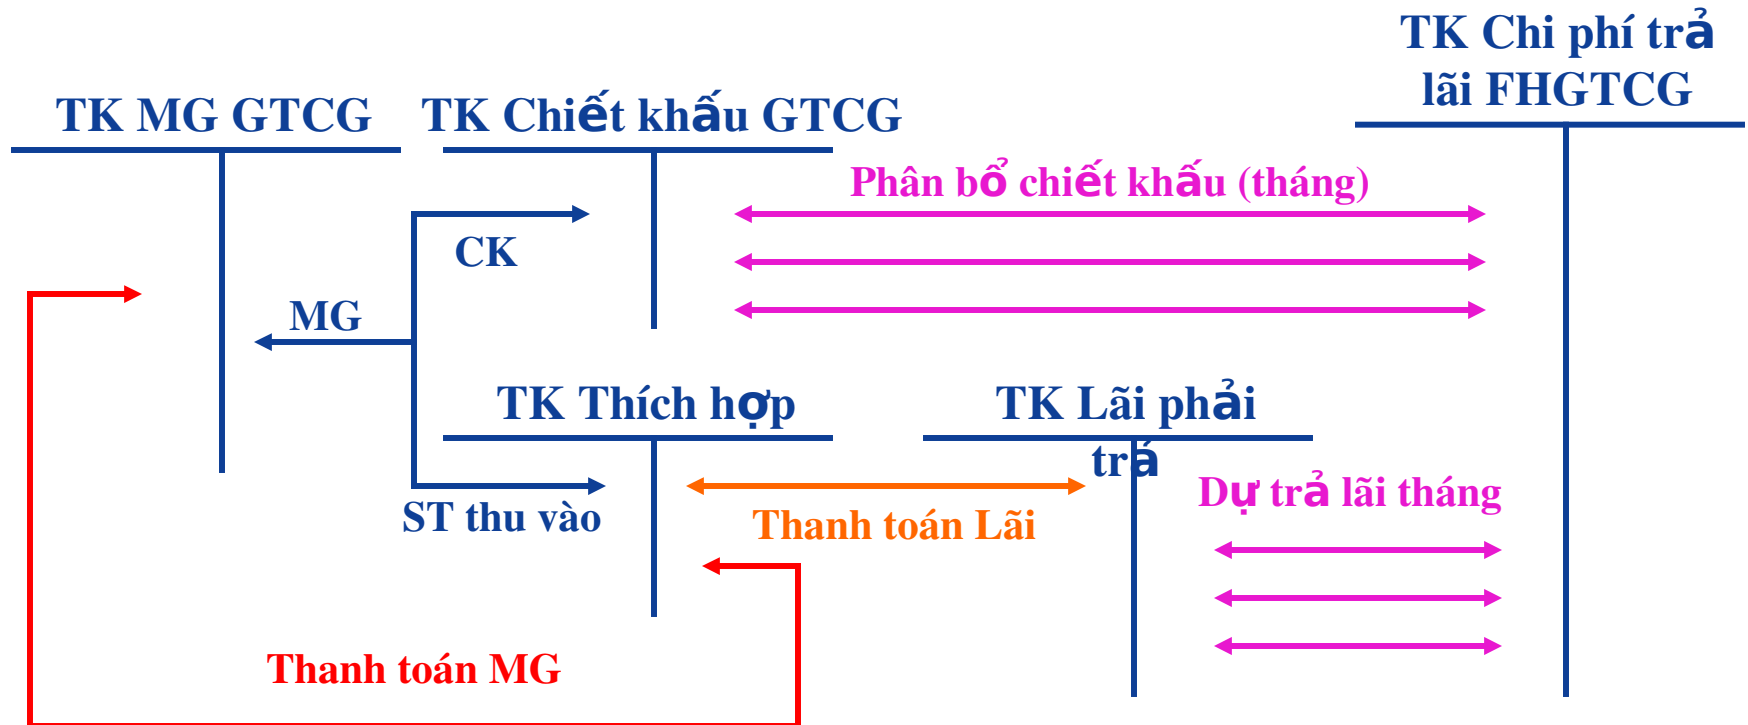 TK Chi phí trả
lãi FHGTCG
TK MG GTCG
TK Chiết khấu GTCG
Phân bổ chiết khấu (tháng)
CK
MG
TK Thích hợp
TK Lãi phải
trả
ST thu vào
Thanh toán Lãi
Dự trả lãi tháng
Thanh toán MG